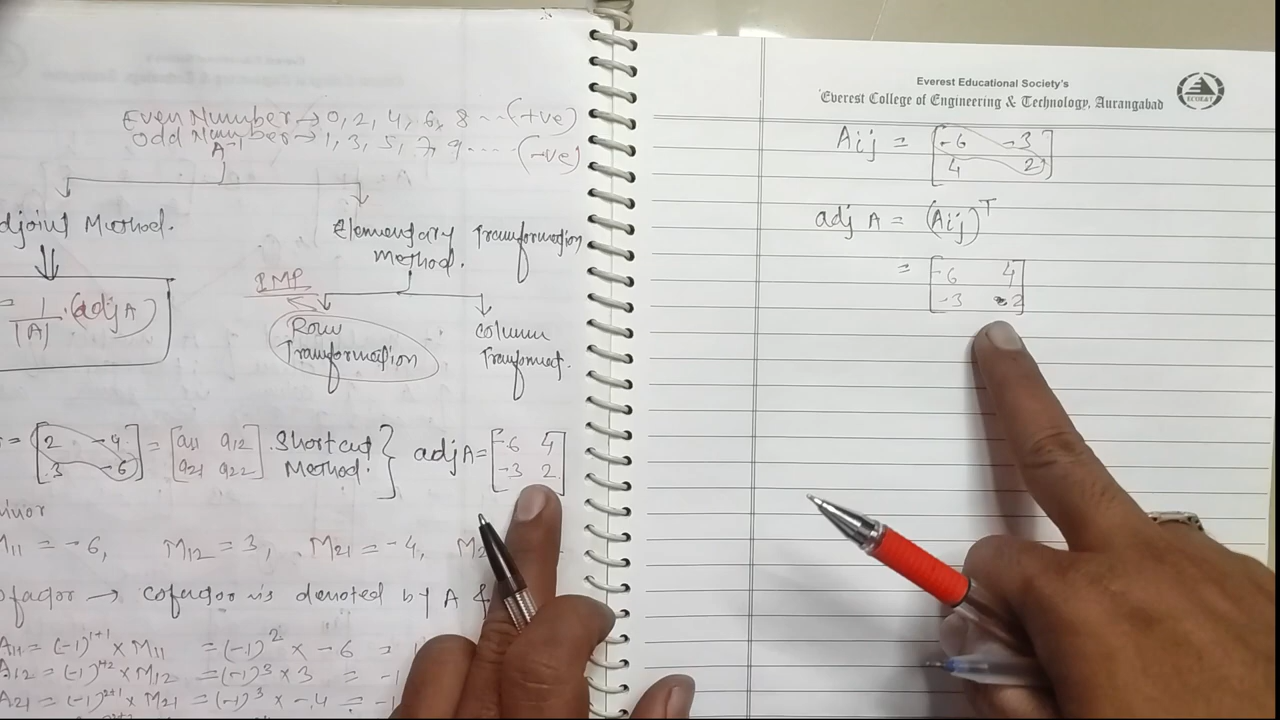 Even Number → 0, 2, 4, 6, 8 ... (+ve)
Odd Number → 1, 3, 5, 7, 9 ..... (-ve)
A⁻¹
djoint Method.
Elementary Transformation
Method.
= 1/|A| . (adj A)
IMP
Row
Transformation
Column
= [2 -4; 3 -6] = [a11 a12; a21 a22] . Shortcut Method. } adj A = [-6 4; -3 2]
M11 = -6, M12 = 3, M21 = -4,
ofactor → cofactor is denoted by A &
A11 = (-1)¹⁺¹ × M11 = (-1)² × -6 =
A12 = (-1)¹⁺² × M12 = (-1)³ × 3 =
A21 = (-1)²⁺¹ × M21 = (-1)³ × -4 =
Everest Educational Society's
Everest College of Engineering & Technology, Aurangabad
ECOE&T
Aij = [-6 -3; 4 2]
adj A = (Aij)ᵀ
= [-6 4; -3 2]